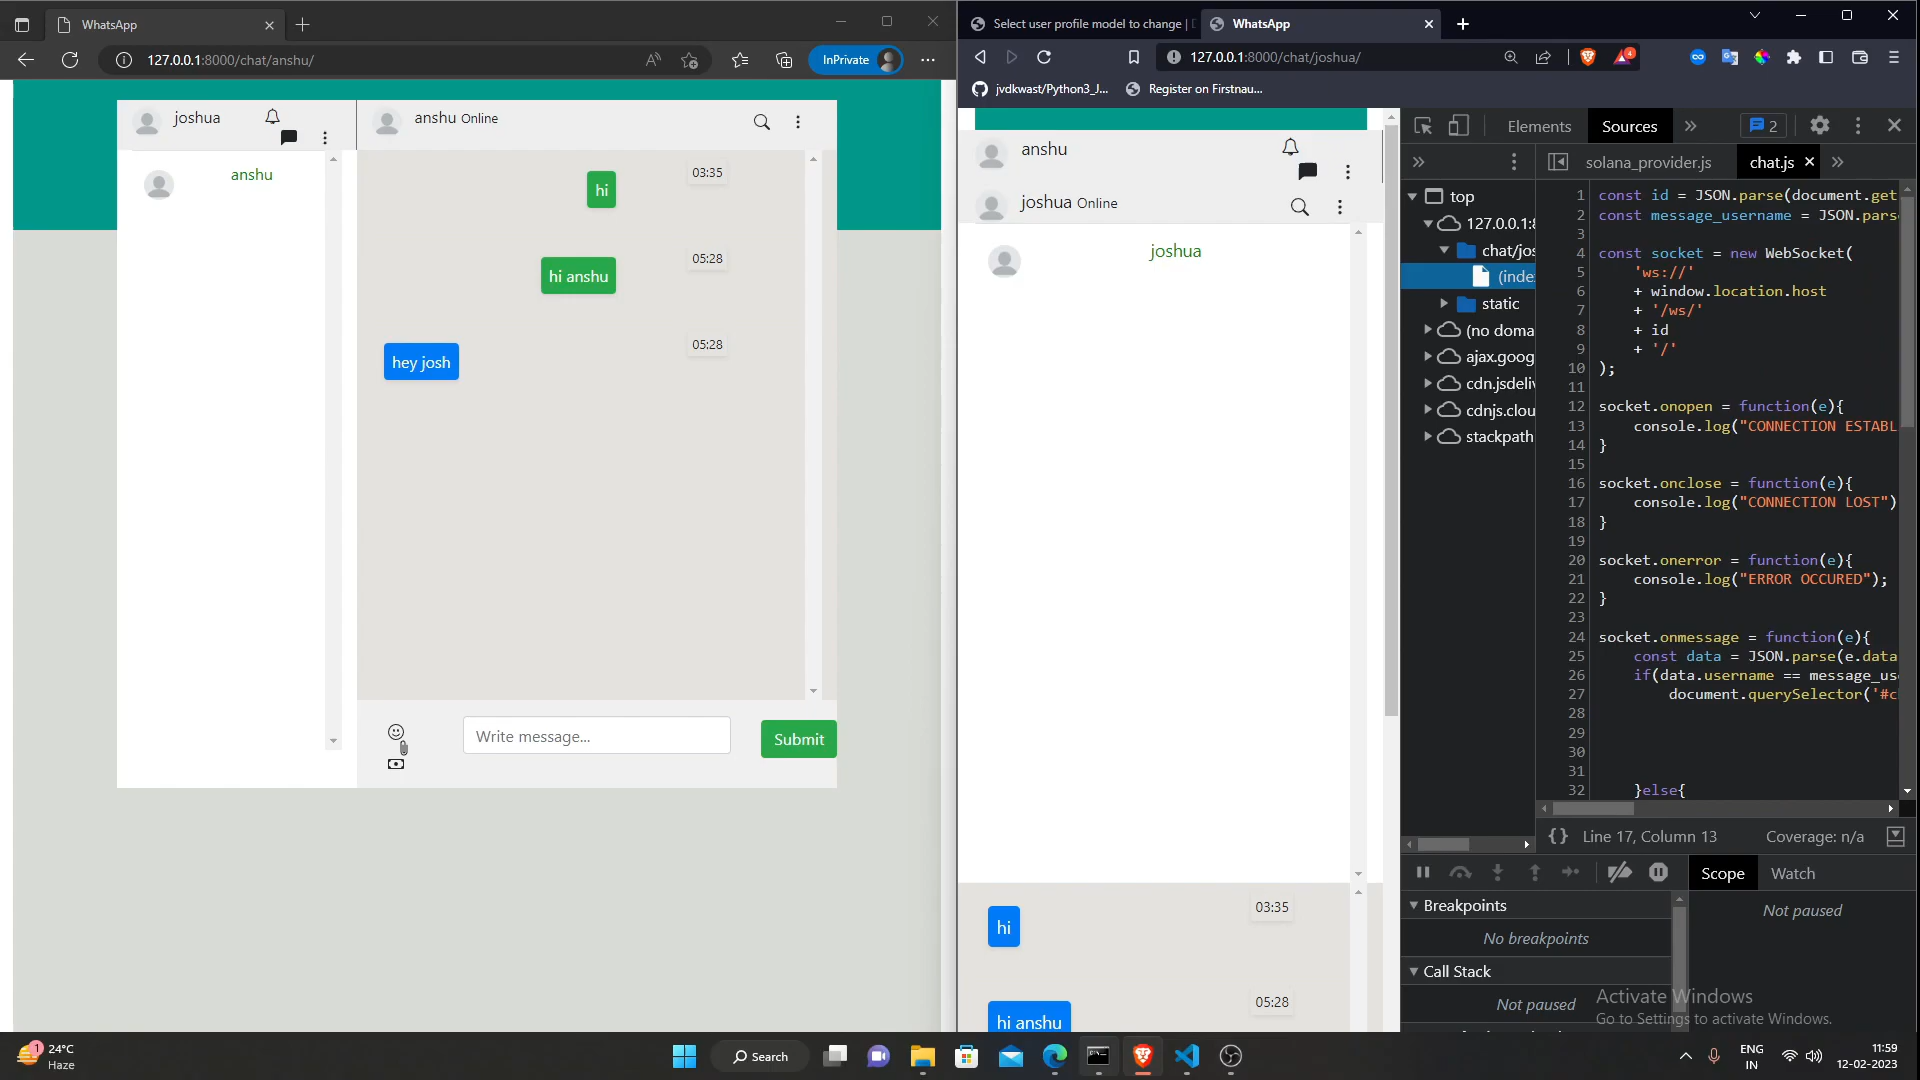 WhatsApp
127.0.0.1:8000/chat/anshu/
InPrivate
joshua
anshu Online
anshu
03:35
hi
05:28
hi anshu
05:28
hey josh
Write message...
Submit
Select user profile model to change |
WhatsApp
127.0.0.1:8000/chat/joshua/
4
jvdkwast/Python3_J...
Register on Firstnau...
anshu
joshua Online
joshua
03:35
hi
05:28
hi anshu
Elements
Sources
2
solana_provider.js
chat.js
top
127.0.0.1:8
chat/jos
(inde
static
(no doma
ajax.goog
cdn.jsdeliv
cdnjs.clou
stackpath
1 const id = JSON.parse(document.get
2 const message_username = JSON.pars
3
4 const socket = new WebSocket(
5 'ws://'
6 + window.location.host
7 + '/ws/'
8 + id
9 + '/'
10 );
11
12 socket.onopen = function(e){
13 console.log("CONNECTION ESTABL
14 }
15
16 socket.onclose = function(e){
17 console.log("CONNECTION LOST")
18 }
19
20 socket.onerror = function(e){
21 console.log("ERROR OCCURED");
22 }
23
24 socket.onmessage = function(e){
25 const data = JSON.parse(e.data
26 if(data.username == message_us
27 document.querySelector('#c
28
29
30
31
32 }else{
{} Line 17, Column 13
Coverage: n/a
Scope
Watch
Breakpoints
Not paused
No breakpoints
Call Stack
Not paused
Activate Windows
Go to Settings to activate Windows.
1
24°C
Haze
Search
ENG
IN
11:59
12-02-2023